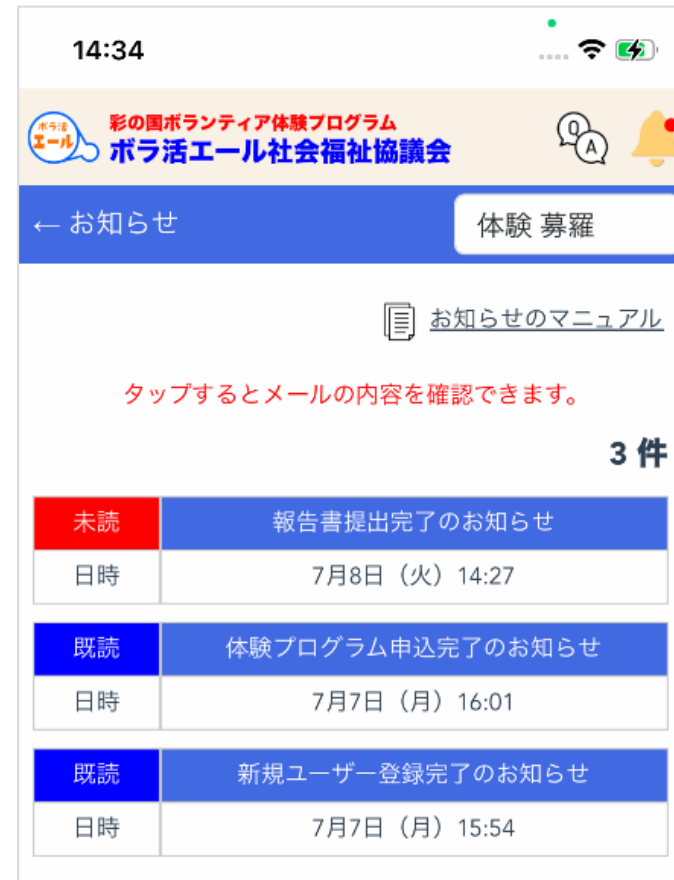 14:34
ボラ活
エール
彩の国ボランティア体験プログラム
ボラ活エール社会福祉協議会
Q
A
← お知らせ
体験 募羅
お知らせのマニュアル
タップするとメールの内容を確認できます。
3 件
未読 報告書提出完了のお知らせ
日時 7月8日（火）14:27
既読 体験プログラム申込完了のお知らせ
日時 7月7日（月）16:01
既読 新規ユーザー登録完了のお知らせ
日時 7月7日（月）15:54